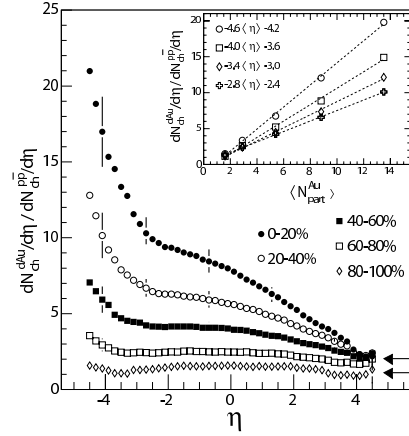 dN_ch^dAu/dη / dN_ch^pp̅/dη
25
20
15
10
5
0
-4 -2 0 2 4
η
dN_ch^dAu/dη / dN_ch^pp̅/dη
20
15
10
5
0
0 2 4 6 8 10 12 14 16
⟨N_part^Au⟩
-4.6⟨η⟩-4.2
-4.0⟨η⟩-3.6
-3.4⟨η⟩-3.0
-2.8⟨η⟩-2.4
0-20%
20-40%
40-60%
60-80%
80-100%